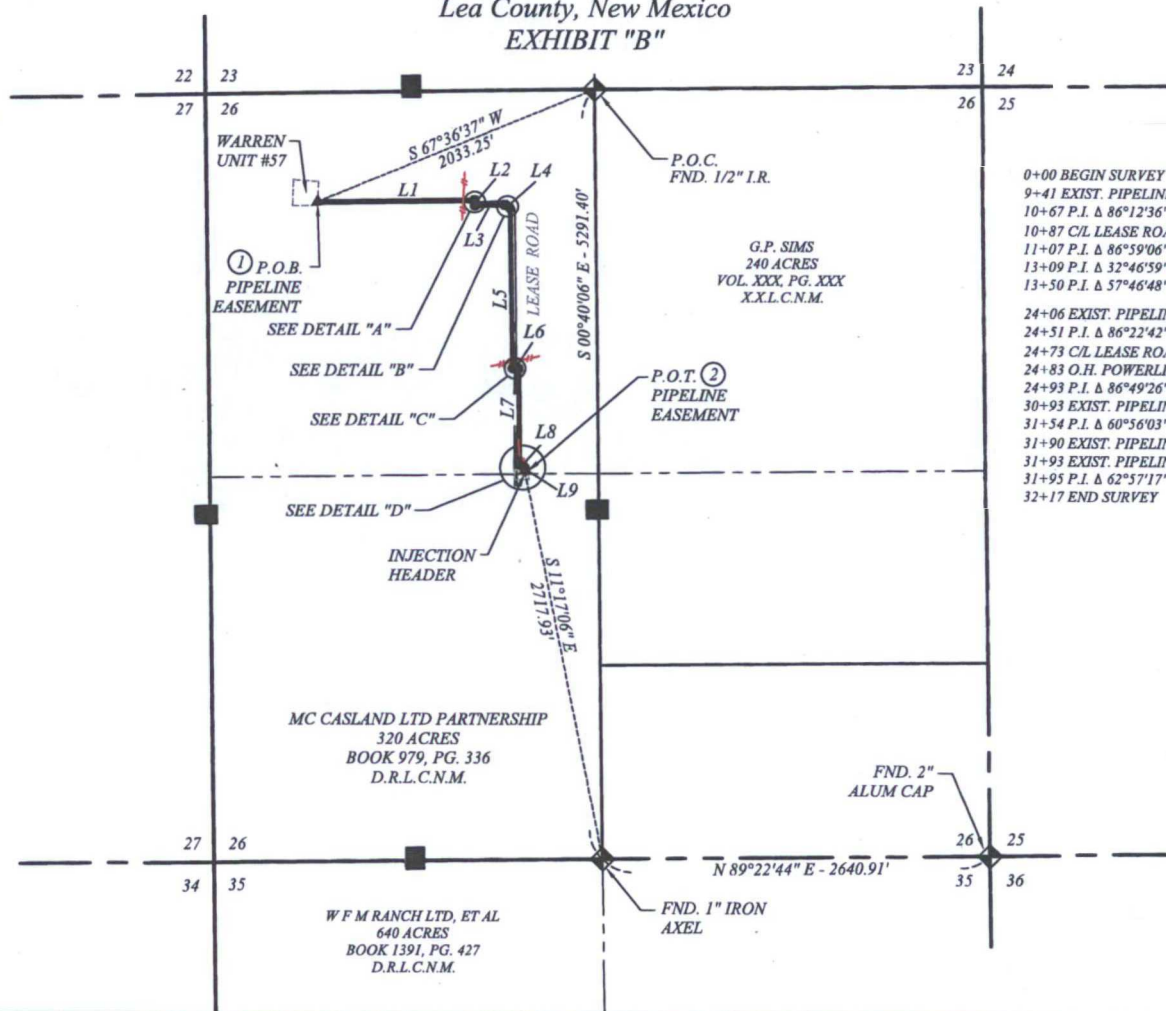 Lea County, New Mexico
EXHIBIT "B"
22 23
27 26
23 24
26 25
WARREN
UNIT #57
S 67°36'37" W
2033.25'
P.O.C.
FND. 1/2" I.R.
L1
L2
L4
L3
① P.O.B.
PIPELINE
EASEMENT
LEASE ROAD
L5
S 00°40'06" E - 5291.40'
G.P. SIMS
240 ACRES
VOL. XXX, PG. XXX
X.X.L.C.N.M.
SEE DETAIL "A"
L6
SEE DETAIL "B"
P.O.T. ②
PIPELINE
EASEMENT
SEE DETAIL "C"
L7
L8
L9
SEE DETAIL "D"
INJECTION
HEADER
S 11°17'06" E
2717.93'
0+00 BEGIN SURVEY
9+41 EXIST. PIPELIN
10+67 P.I. Δ 86°12'36"
10+87 C/L LEASE ROA
11+07 P.I. Δ 86°59'06"
13+09 P.I. Δ 32°46'59"
13+50 P.I. Δ 57°46'48"
24+06 EXIST. PIPELIN
24+51 P.I. Δ 86°22'42"
24+73 C/L LEASE ROA
24+83 O.H. POWERLI
24+93 P.I. Δ 86°49'26"
30+93 EXIST. PIPELIN
31+54 P.I. Δ 60°56'03"
31+90 EXIST. PIPELIN
31+93 EXIST. PIPELIN
31+95 P.I. Δ 62°57'17"
32+17 END SURVEY
MC CASLAND LTD PARTNERSHIP
320 ACRES
BOOK 979, PG. 336
D.R.L.C.N.M.
FND. 2"
ALUM CAP
27 26
34 35
26 25
35 36
N 89°22'44" E - 2640.91'
FND. 1" IRON
AXEL
W F M RANCH LTD, ET AL
640 ACRES
BOOK 1391, PG. 427
D.R.L.C.N.M.